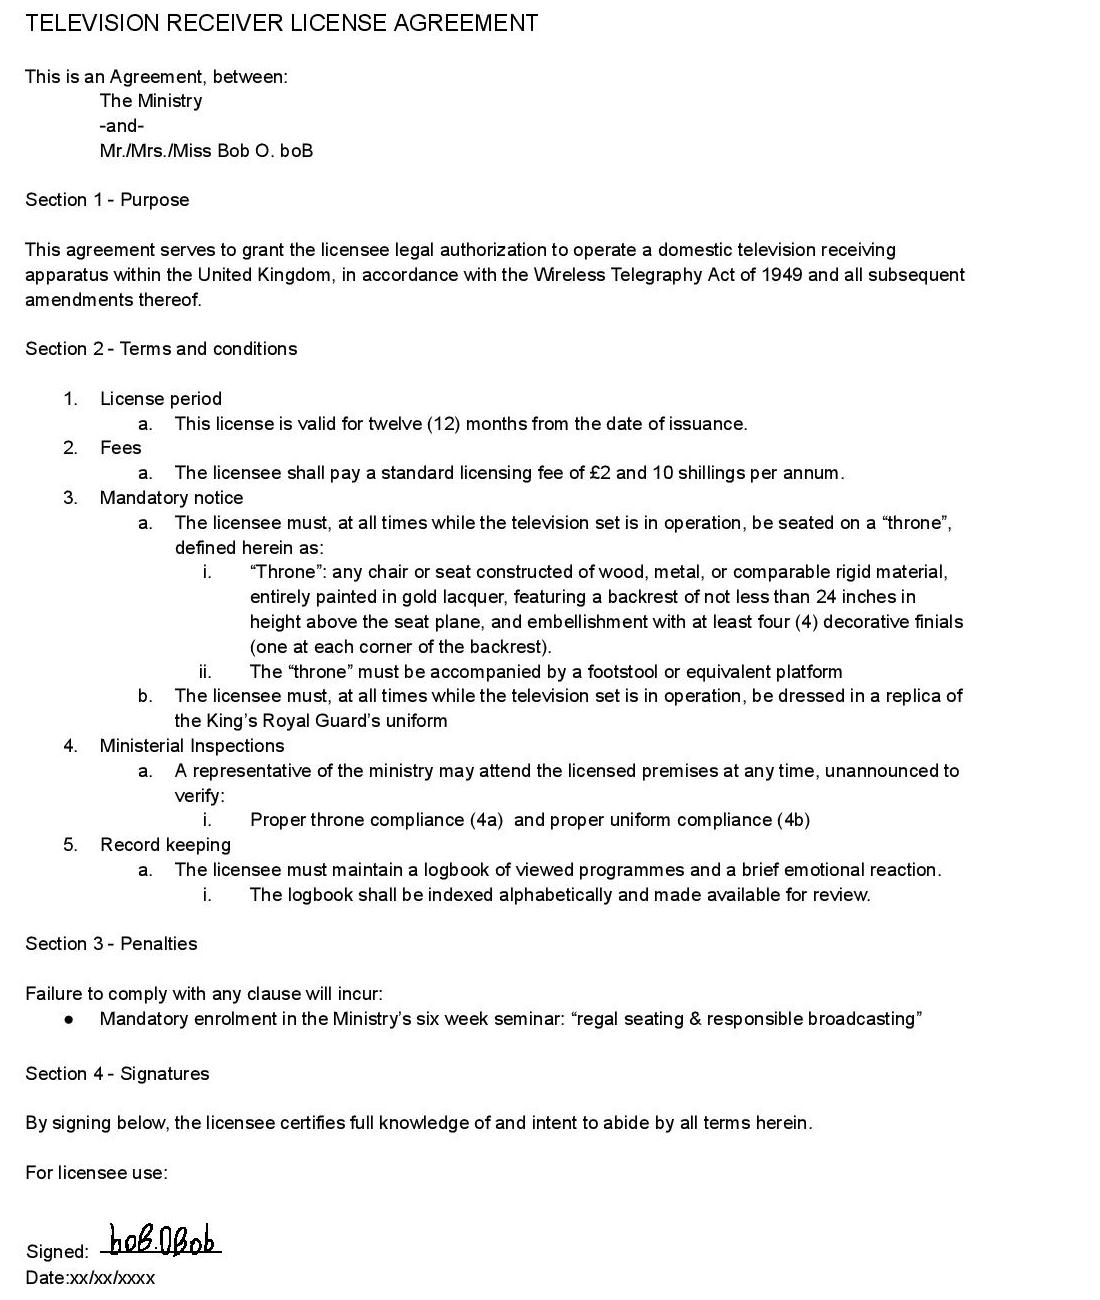 TELEVISION RECEIVER LICENSE AGREEMENT
This is an Agreement, between:
The Ministry
-and-
Mr./Mrs./Miss Bob O. boB
Section 1 - Purpose
This agreement serves to grant the licensee legal authorization to operate a domestic television receiving
apparatus within the United Kingdom, in accordance with the Wireless Telegraphy Act of 1949 and all subsequent
amendments thereof.
Section 2 - Terms and conditions
1. License period
a. This license is valid for twelve (12) months from the date of issuance.
2. Fees
a. The licensee shall pay a standard licensing fee of £2 and 10 shillings per annum.
3. Mandatory notice
a. The licensee must, at all times while the television set is in operation, be seated on a “throne”,
defined herein as:
i. “Throne”: any chair or seat constructed of wood, metal, or comparable rigid material,
entirely painted in gold lacquer, featuring a backrest of not less than 24 inches in
height above the seat plane, and embellishment with at least four (4) decorative finials
(one at each corner of the backrest).
ii. The “throne” must be accompanied by a footstool or equivalent platform
b. The licensee must, at all times while the television set is in operation, be dressed in a replica of
the King’s Royal Guard’s uniform
4. Ministerial Inspections
a. A representative of the ministry may attend the licensed premises at any time, unannounced to
verify:
i. Proper throne compliance (4a) and proper uniform compliance (4b)
5. Record keeping
a. The licensee must maintain a logbook of viewed programmes and a brief emotional reaction.
i. The logbook shall be indexed alphabetically and made available for review.
Section 3 - Penalties
Failure to comply with any clause will incur:
● Mandatory enrolment in the Ministry’s six week seminar: “regal seating & responsible broadcasting”
Section 4 - Signatures
By signing below, the licensee certifies full knowledge of and intent to abide by all terms herein.
For licensee use:
Signed: boB.OBob
Date:xx/xx/xxxx